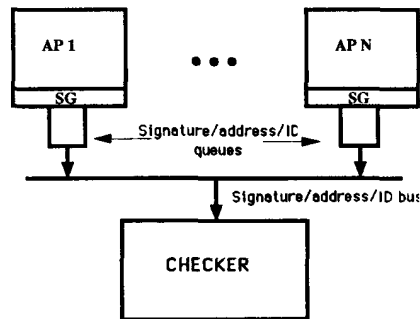 AP 1
AP N
SG
SG
Signature/address/ID
queues
Signature/address/ID bus
CHECKER